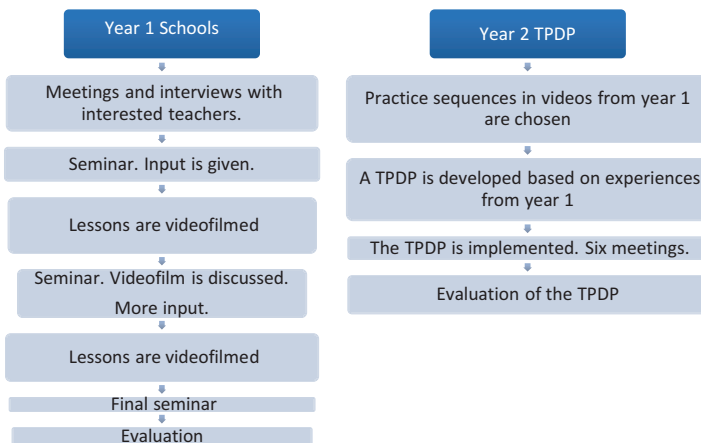 Year 1 Schools
Meetings and interviews with
interested teachers.
Seminar. Input is given.
Lessons are videofilmed
Seminar. Videofilm is discussed.
More input.
Lessons are videofilmed
Final seminar
Evaluation
Year 2 TPDP
Practice sequences in videos from year 1
are chosen
A TPDP is developed based on experiences
from year 1
The TPDP is implemented. Six meetings.
Evaluation of the TPDP